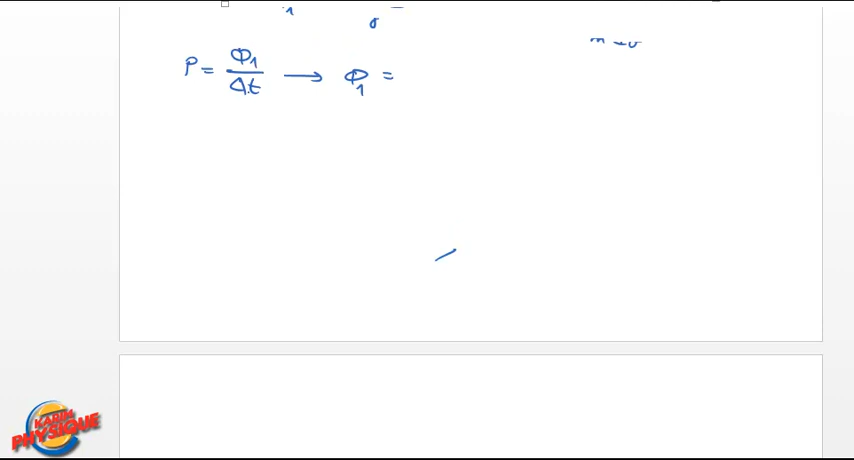 P = Φ₁ / Δt → Φ₁ =
KARIM
PHYSIQUE